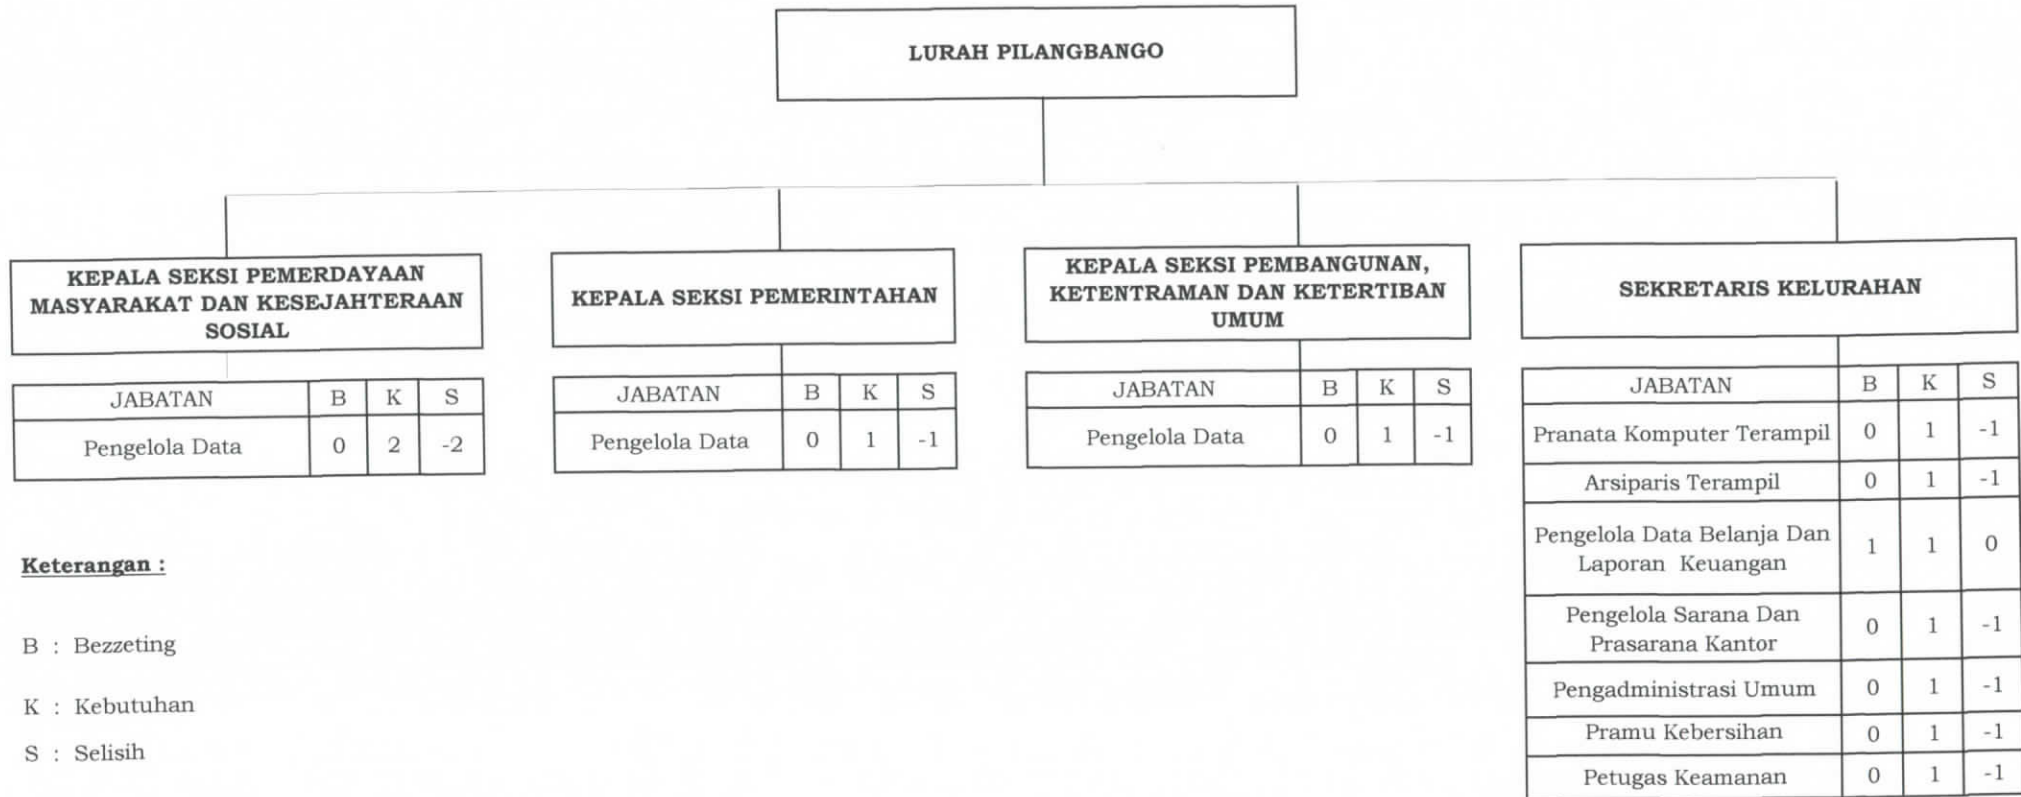 LURAH PILANGBANGO
KEPALA SEKSI PEMERDAYAAN
MASYARAKAT DAN KESEJAHTERAAN
SOSIAL
JABATAN B K S
Pengelola Data 0 2 -2
KEPALA SEKSI PEMERINTAHAN
JABATAN B K S
Pengelola Data 0 1 -1
KEPALA SEKSI PEMBANGUNAN,
KETENTRAMAN DAN KETERTIBAN
UMUM
JABATAN B K S
Pengelola Data 0 1 -1
SEKRETARIS KELURAHAN
JABATAN B K S
Pranata Komputer Terampil 0 1 -1
Arsiparis Terampil 0 1 -1
Pengelola Data Belanja Dan
Laporan Keuangan 1 1 0
Pengelola Sarana Dan
Prasarana Kantor 0 1 -1
Pengadministrasi Umum 0 1 -1
Pramu Kebersihan 0 1 -1
Petugas Keamanan 0 1 -1
Keterangan :
B : Bezzeting
K : Kebutuhan
S : Selisih